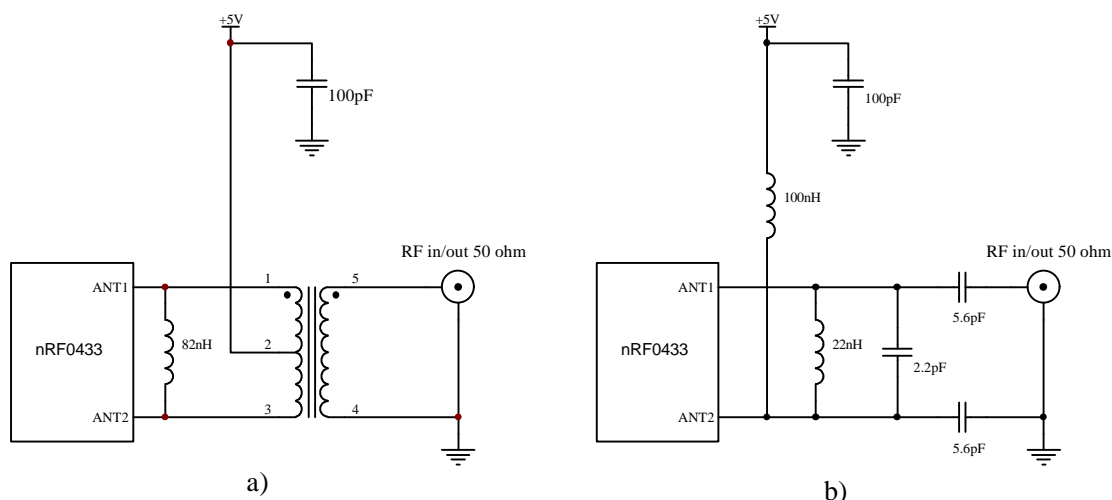 +5V
100pF
RF in/out 50 ohm
ANT1
1
5
nRF0433
82nH
2
ANT2
3
4
a)
+5V
100pF
100nH
RF in/out 50 ohm
ANT1
5.6pF
nRF0433
22nH
2.2pF
ANT2
5.6pF
b)